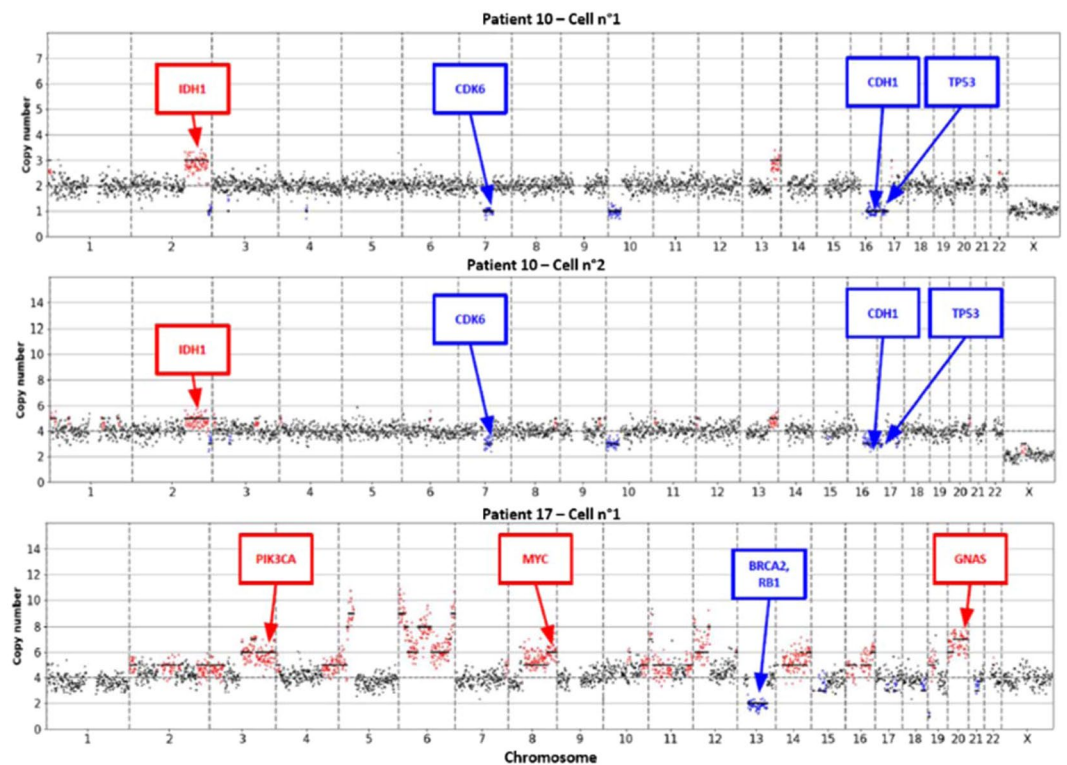 Patient 10 – Cell n°1
Copy number
7
6
5
4
3
2
1
0
IDH1
CDK6
CDH1
TP53
1 2 3 4 5 6 7 8 9 10 11 12 13 14 15 16 17 18 19 20 21 22 X
Patient 10 – Cell n°2
Copy number
14
12
10
8
6
4
2
0
IDH1
CDK6
CDH1
TP53
1 2 3 4 5 6 7 8 9 10 11 12 13 14 15 16 17 18 19 20 21 22 X
Patient 17 – Cell n°1
Copy number
14
12
10
8
6
4
2
0
PIK3CA
MYC
BRCA2,
RB1
GNAS
1 2 3 4 5 6 7 8 9 10 11 12 13 14 15 16 17 18 19 20 21 22 X
Chromosome